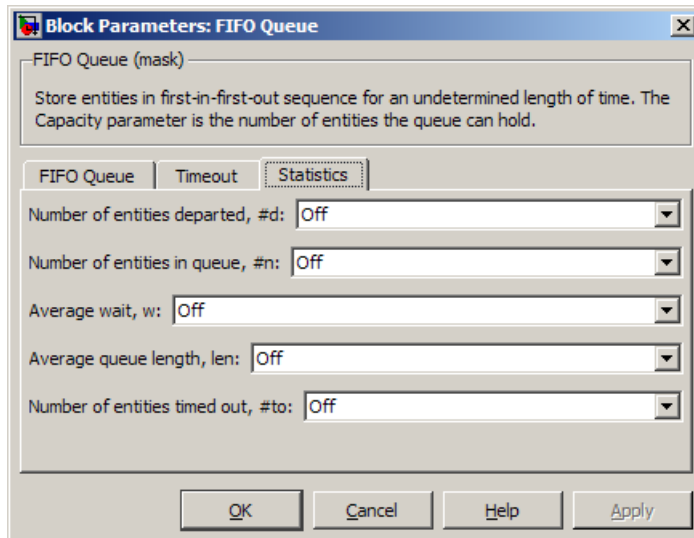 Block Parameters: FIFO Queue
FIFO Queue (mask)
Store entities in first-in-first-out sequence for an undetermined length of time. The
Capacity parameter is the number of entities the queue can hold.
FIFO Queue Timeout Statistics
Number of entities departed, #d: Off
Number of entities in queue, #n: Off
Average wait, w: Off
Average queue length, len: Off
Number of entities timed out, #to: Off
OK Cancel Help Apply